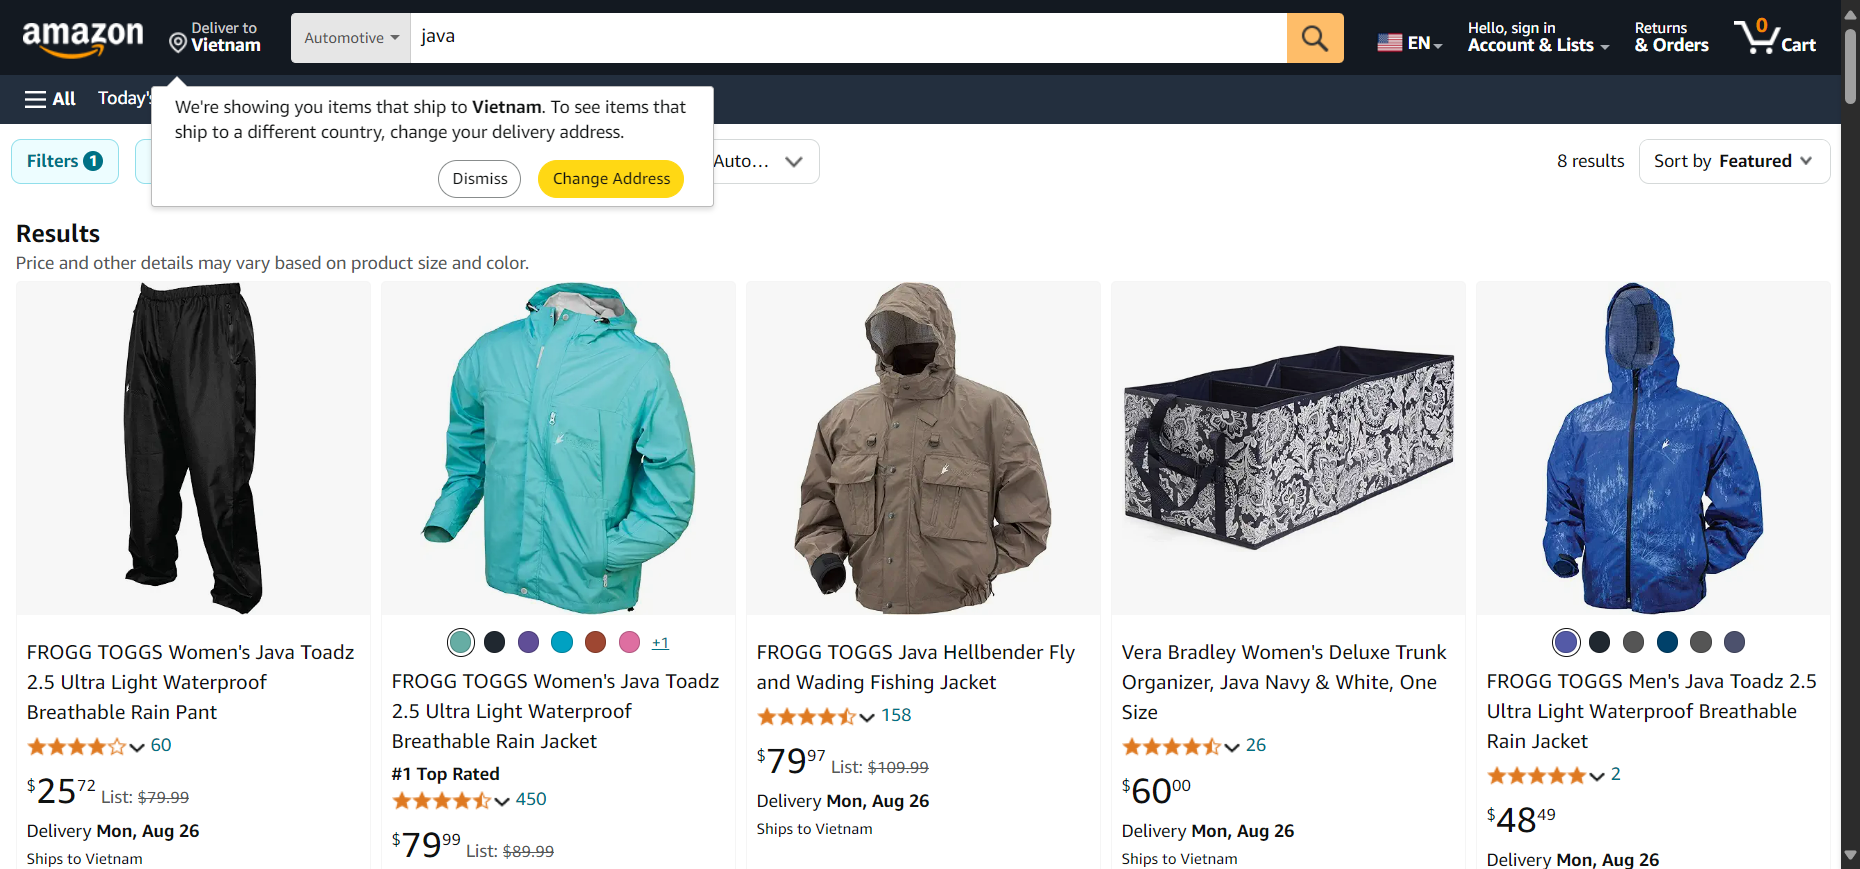 amazon
Deliver to
Vietnam
Automotive
java
EN
Hello, sign in
Account & Lists
Returns
& Orders
0
Cart
All
Today's
We're showing you items that ship to Vietnam. To see items that
ship to a different country, change your delivery address.
Dismiss
Change Address
Filters 1
Auto...
8 results
Sort by Featured
Results
Price and other details may vary based on product size and color.
FROGG TOGGS Women's Java Toadz
2.5 Ultra Light Waterproof
Breathable Rain Pant
60
$25.72 List: $79.99
Delivery Mon, Aug 26
Ships to Vietnam
+1
FROGG TOGGS Women's Java Toadz
2.5 Ultra Light Waterproof
Breathable Rain Jacket
#1 Top Rated
450
$79.99 List: $89.99
FROGG TOGGS Java Hellbender Fly
and Wading Fishing Jacket
158
$79.97 List: $109.99
Delivery Mon, Aug 26
Ships to Vietnam
Vera Bradley Women's Deluxe Trunk
Organizer, Java Navy & White, One
Size
26
$60.00
Delivery Mon, Aug 26
Ships to Vietnam
FROGG TOGGS Men's Java Toadz 2.5
Ultra Light Waterproof Breathable
Rain Jacket
2
$48.49
Delivery Mon, Aug 26